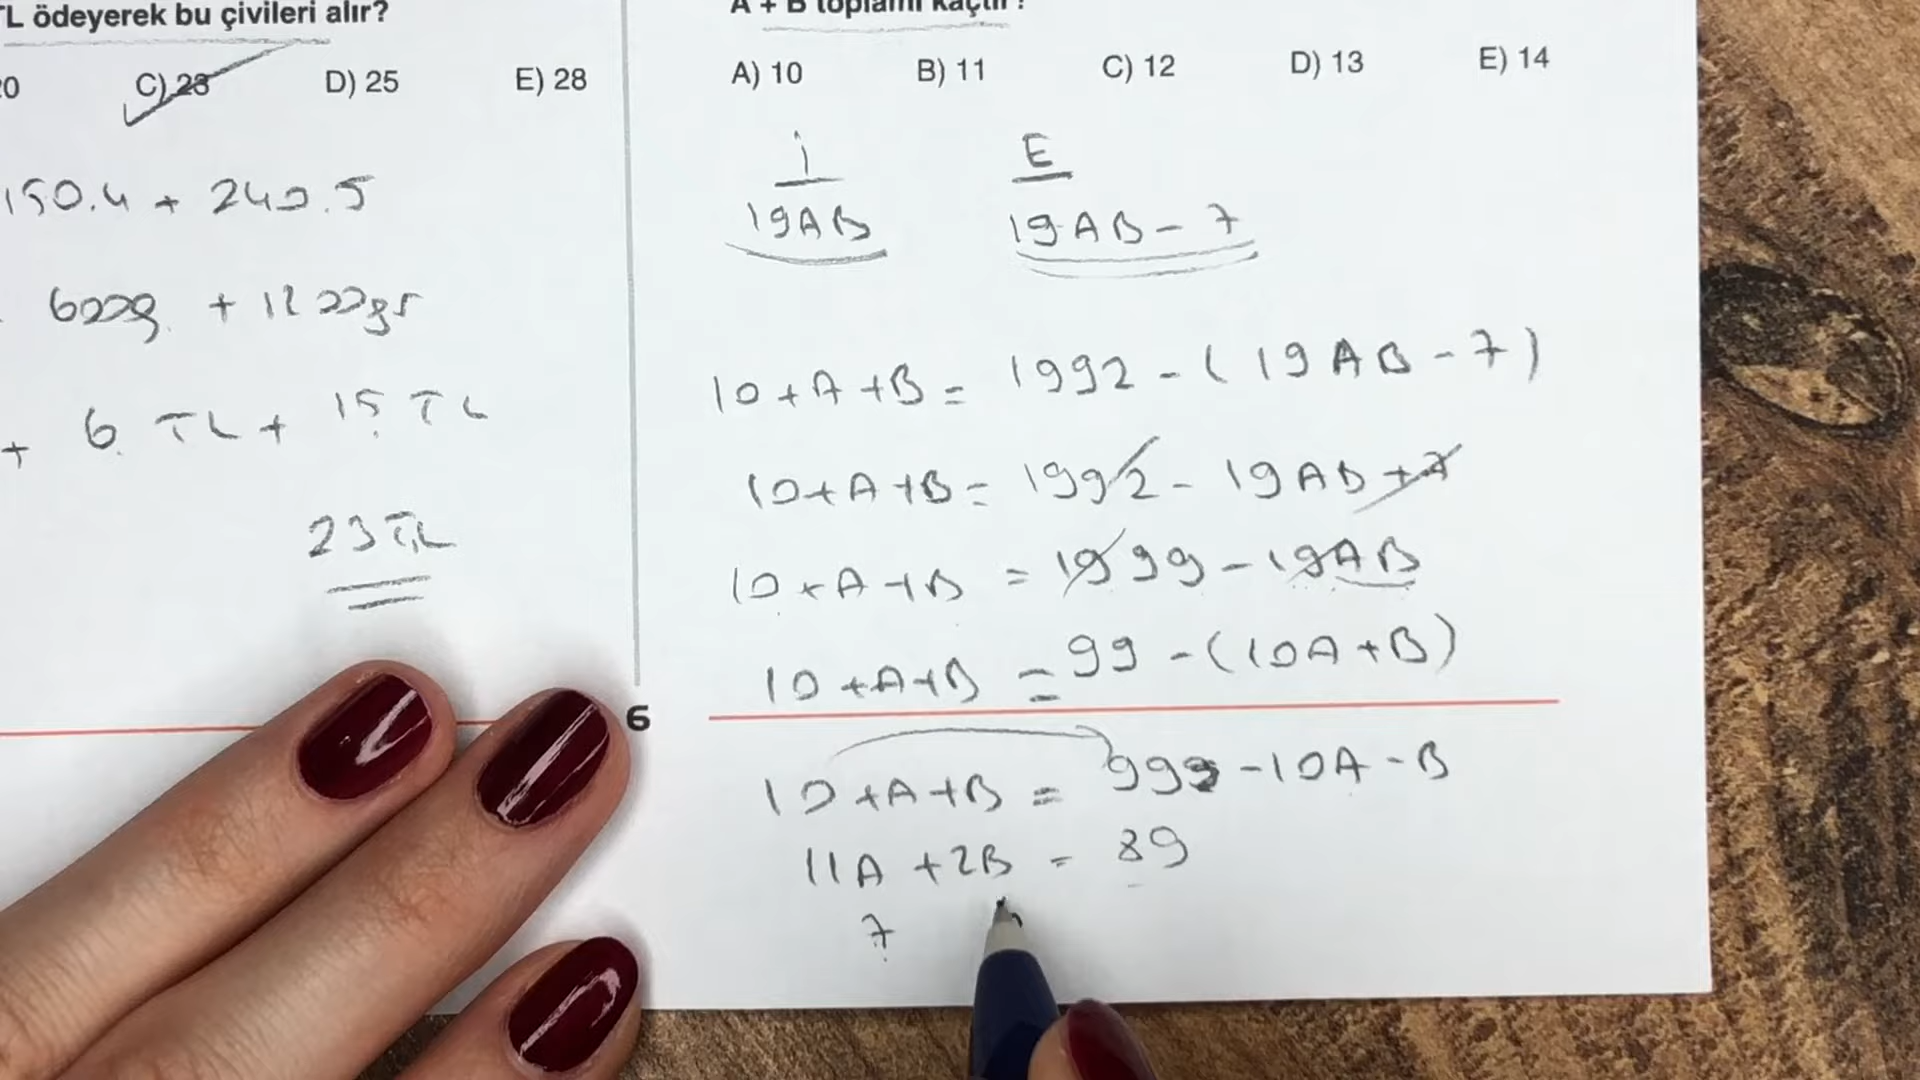 TL ödeyerek bu çivileri alır?
20 C) 23 D) 25 E) 28
150.4 + 240.5
600g + 1200gr
+ 6 TL + 15 TL
23 TL
6
A + B toplamı kaçtır?
A) 10 B) 11 C) 12 D) 13 E) 14
İ E
19AB 19AB - 7
10+A+B = 1992 - (19AB - 7)
10+A+B = 1992 - 19AB + 7
10+A+B = 1999 - 19AB
10+A+B = 99 - (10A+B)
10+A+B = 99 - 10A - B
11A + 2B = 89
7